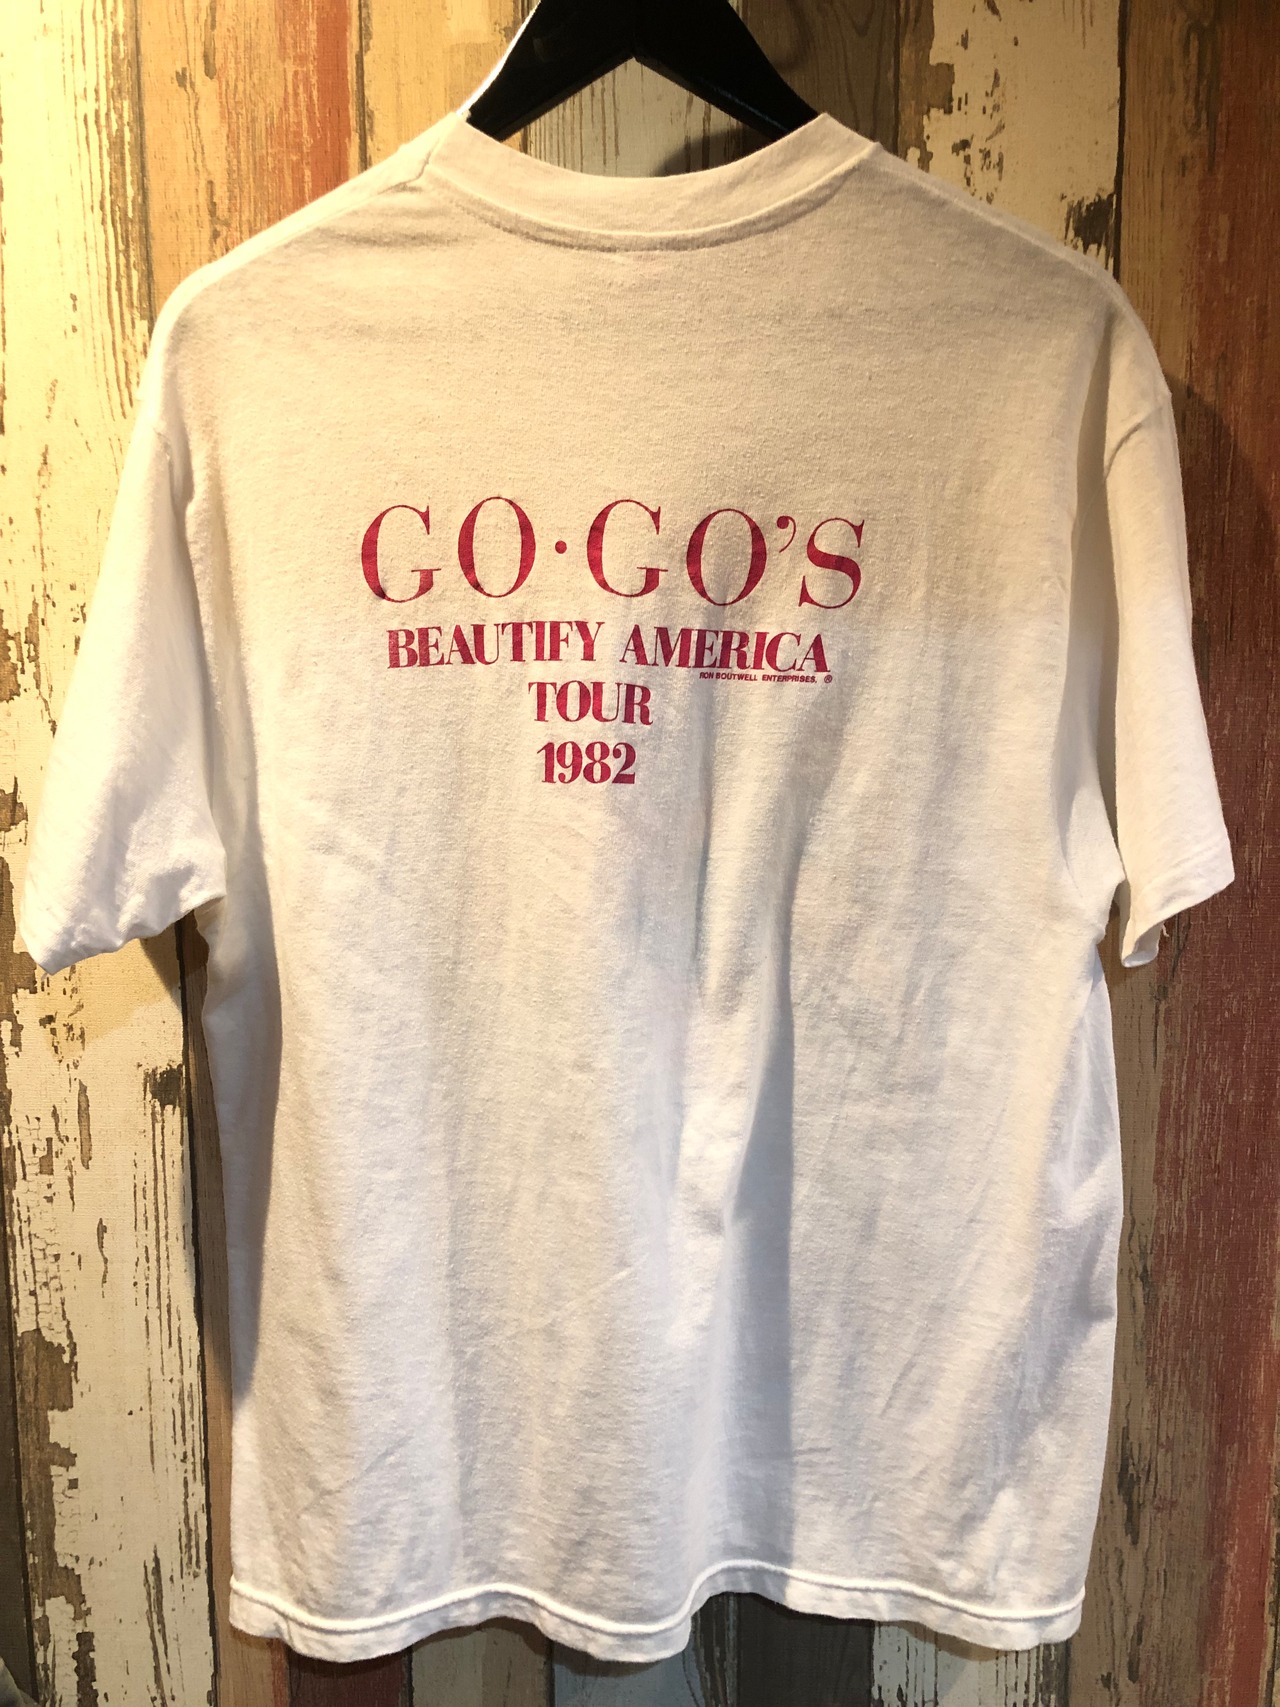 GO·GO'S
BEAUTIFY AMERICA
RON BOUTWELL ENTERPRISES. ®
TOUR
1982